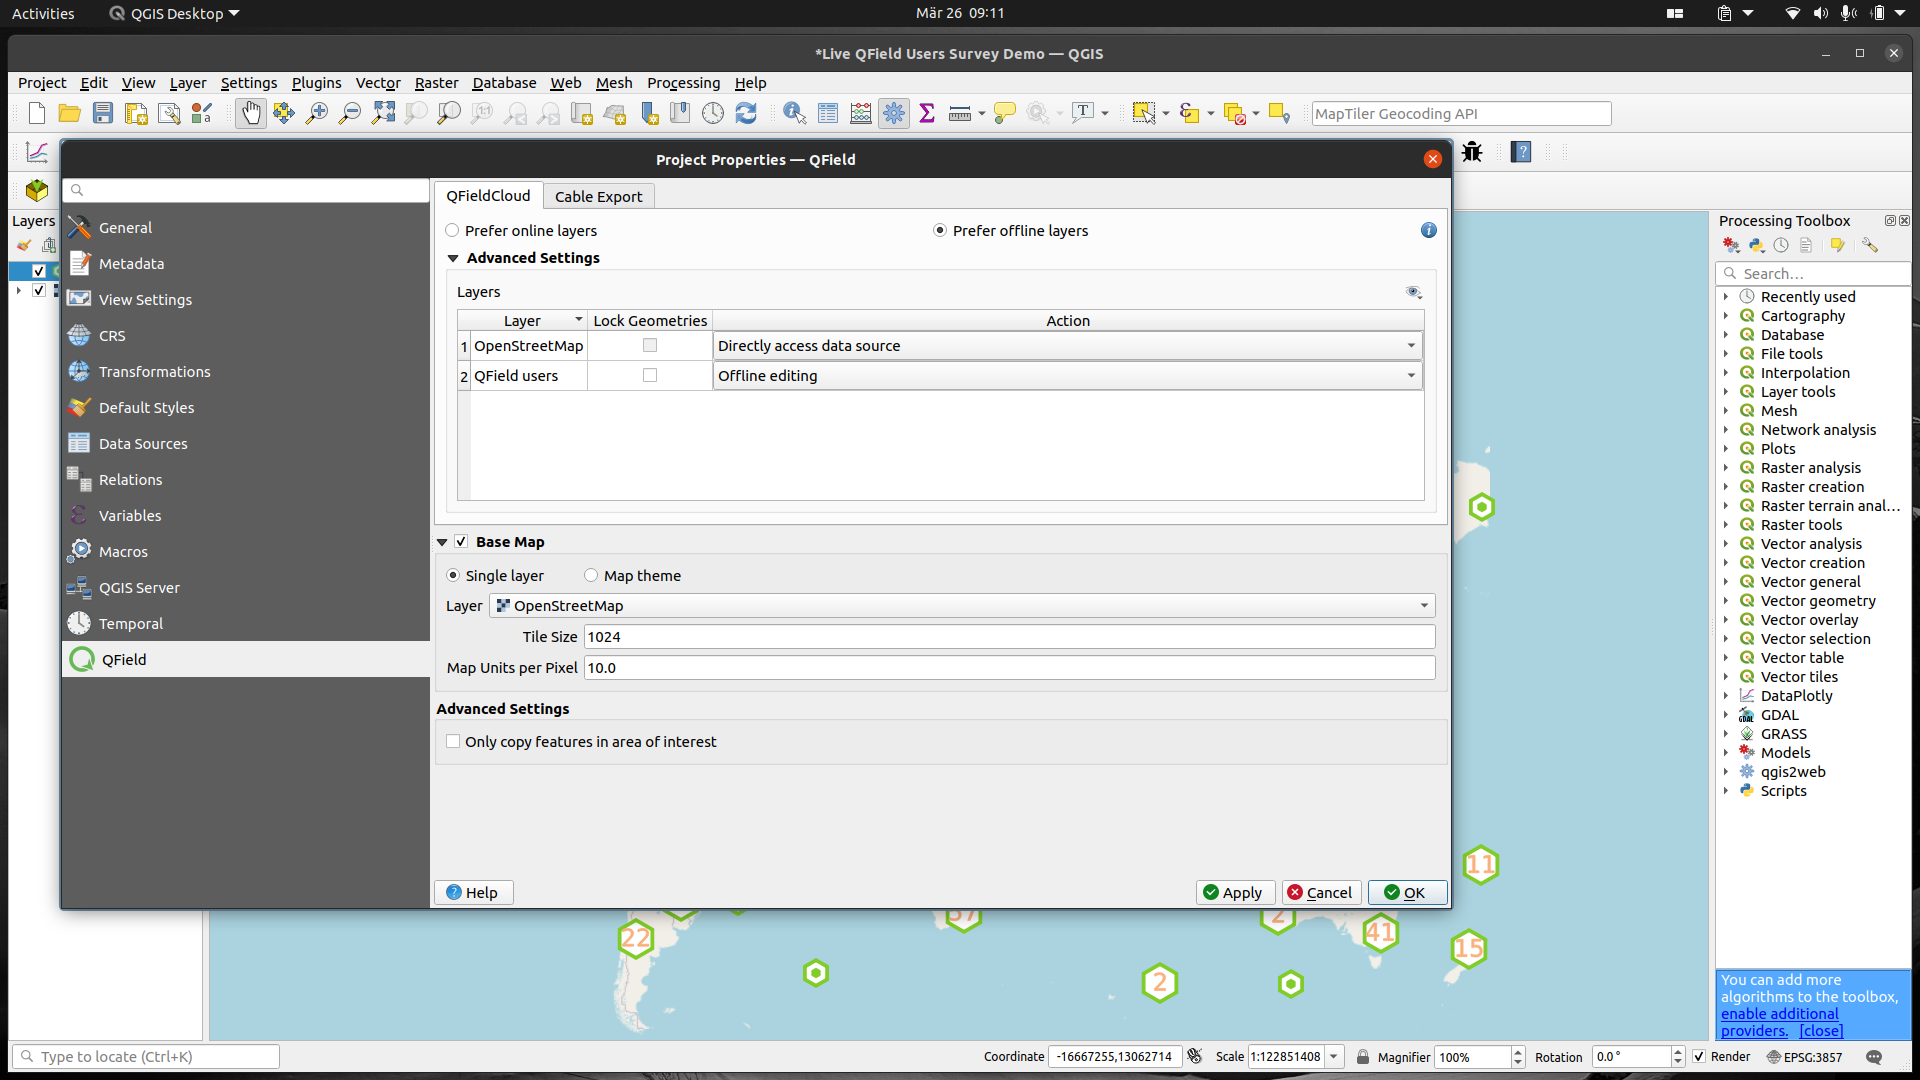 Activities
QGIS Desktop
Mär 26 09:11
*Live QField Users Survey Demo — QGIS
Project Edit View Layer Settings Plugins Vector Raster Database Web Mesh Processing Help
MapTiler Geocoding API
Project Properties — QField
Layers
General
Metadata
View Settings
CRS
Transformations
Default Styles
Data Sources
Relations
Variables
Macros
QGIS Server
Temporal
QField
QFieldCloud
Cable Export
Prefer online layers
Prefer offline layers
Advanced Settings
Layers
Layer Lock Geometries Action
1 OpenStreetMap Directly access data source
2 QField users Offline editing
Base Map
Single layer
Map theme
Layer OpenStreetMap
Tile Size 1024
Map Units per Pixel 10.0
Advanced Settings
Only copy features in area of interest
Help
Apply
Cancel
OK
Processing Toolbox
Search…
Recently used
Cartography
Database
File tools
Interpolation
Layer tools
Mesh
Network analysis
Plots
Raster analysis
Raster creation
Raster terrain anal…
Raster tools
Vector analysis
Vector creation
Vector general
Vector geometry
Vector overlay
Vector selection
Vector table
Vector tiles
DataPlotly
GDAL
GRASS
Models
qgis2web
Scripts
You can add more
algorithms to the toolbox,
enable additional
providers. [close]
11
22
57
2
41
15
2
Type to locate (Ctrl+K)
Coordinate -16667255,13062714
Scale 1:122851408
Magnifier 100%
Rotation 0.0 °
Render
EPSG:3857